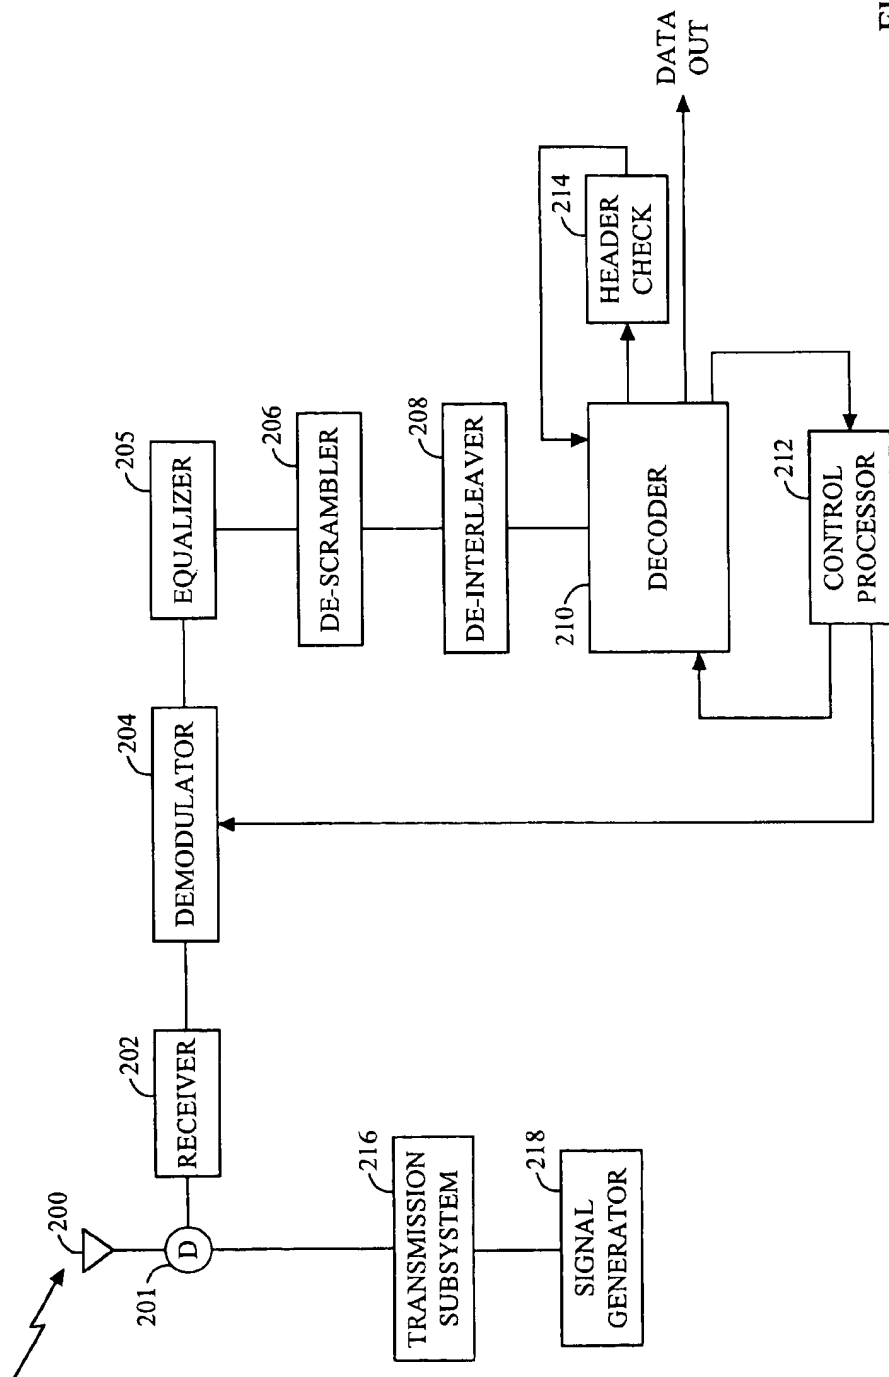 200
D
201
202
RECEIVER
204
DEMODULATOR
205
EQUALIZER
206
DE-SCRAMBLER
208
DE-INTERLEAVER
210
DECODER
214
HEADER
CHECK
DATA
OUT
212
CONTROL
PROCESSOR
216
TRANSMISSION
SUBSYSTEM
218
SIGNAL
GENERATOR